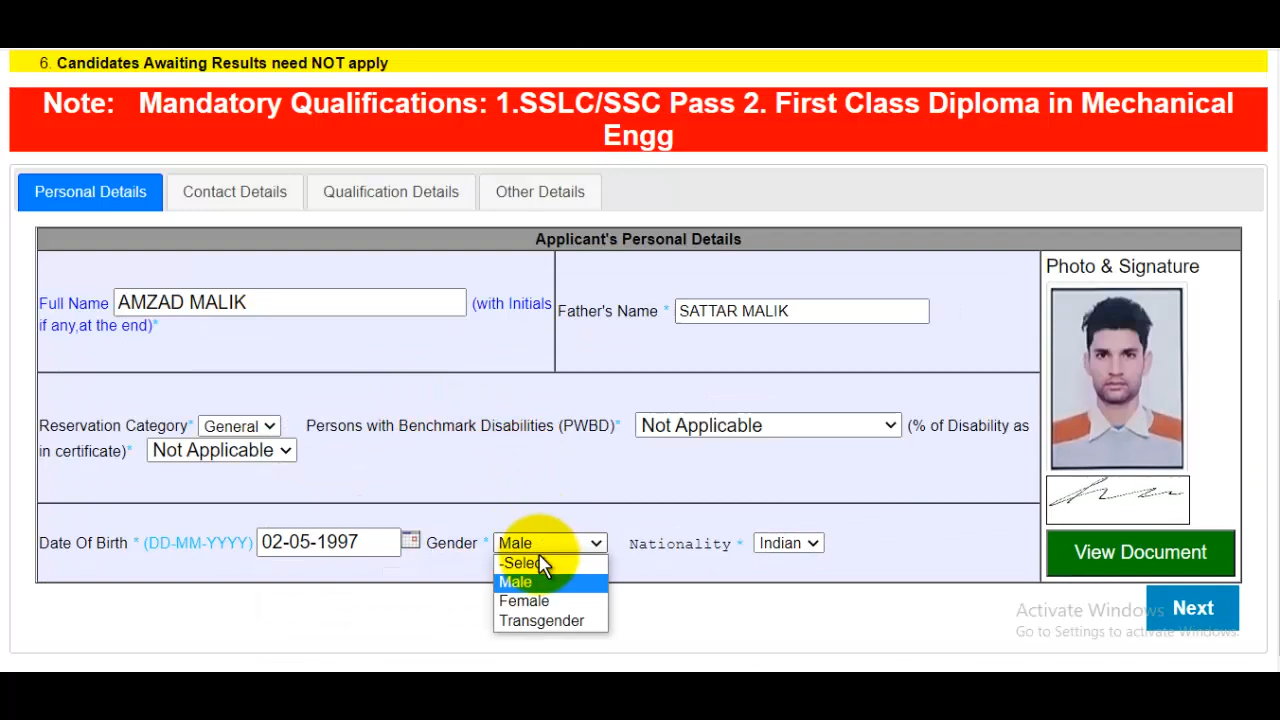 6. Candidates Awaiting Results need NOT apply
Note: Mandatory Qualifications: 1.SSLC/SSC Pass 2. First Class Diploma in Mechanical
Engg
Personal Details Contact Details Qualification Details Other Details
Applicant's Personal Details
Full Name AMZAD MALIK (with Initials
if any,at the end)*
Father's Name * SATTAR MALIK
Photo & Signature
Reservation Category* General Persons with Benchmark Disabilities (PWBD)* Not Applicable (% of Disability as
in certificate)* Not Applicable
Date Of Birth * (DD-MM-YYYY) 02-05-1997 Gender * Male Nationality * Indian
Male
Female
Transgender
View Document
Next
Activate Windows
Go to Settings to activate Windows.